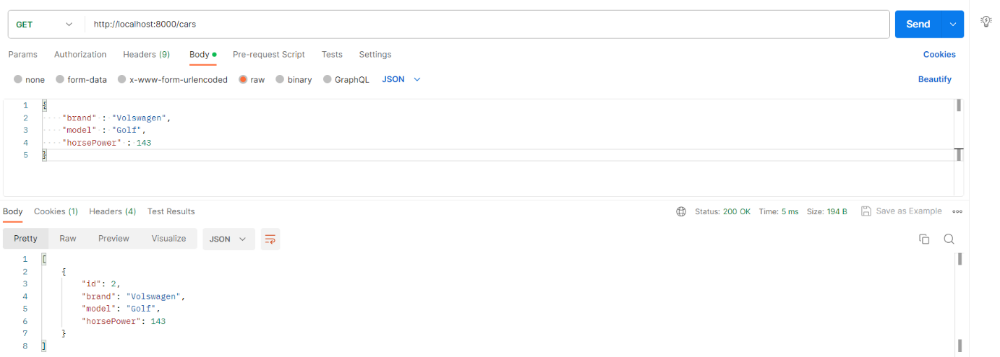 GET http://localhost:8000/cars Send
Params Authorization Headers (9) Body Pre-request Script Tests Settings Cookies
none form-data x-www-form-urlencoded raw binary GraphQL JSON Beautify
1 {
2 "brand" : "Volswagen",
3 "model" : "Golf",
4 "horsePower" : 143
5 }
Body Cookies (1) Headers (4) Test Results Status: 200 OK Time: 5 ms Size: 194 B Save as Example
Pretty Raw Preview Visualize JSON
1 [
2 {
3 "id": 2,
4 "brand": "Volswagen",
5 "model": "Golf",
6 "horsePower": 143
7 }
8 ]